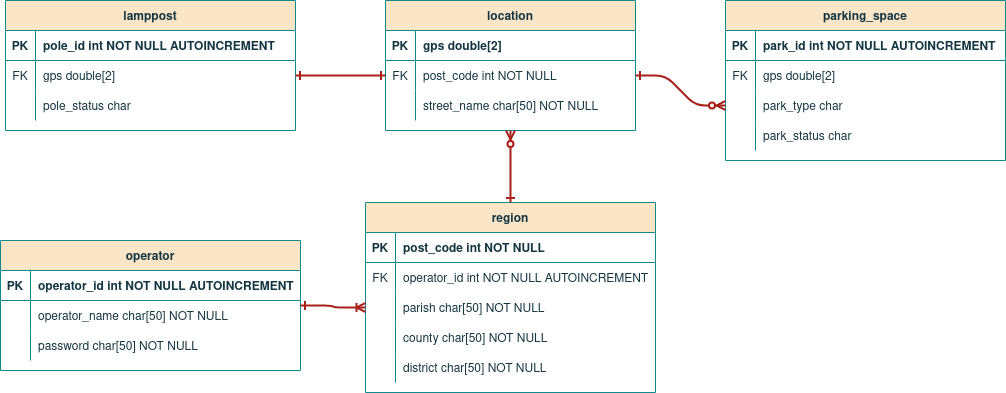 lamppost
PK pole_id int NOT NULL AUTOINCREMENT
FK gps double[2]
pole_status char
location
PK gps double[2]
FK post_code int NOT NULL
street_name char[50] NOT NULL
parking_space
PK park_id int NOT NULL AUTOINCREMENT
FK gps double[2]
park_type char
park_status char
operator
PK operator_id int NOT NULL AUTOINCREMENT
operator_name char[50] NOT NULL
password char[50] NOT NULL
region
PK post_code int NOT NULL
FK operator_id int NOT NULL AUTOINCREMENT
parish char[50] NOT NULL
county char[50] NOT NULL
district char[50] NOT NULL